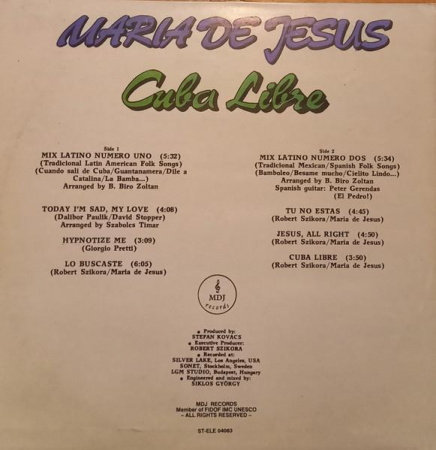 MARIA DE JESUS
Cuba Libre
Side 1
MIX LATINO NUMERO UNO (5:32)
(Tradicional Latin American Folk Songs)
(Cuando sali de Cuba/Guantanamera/Dile a
Catalina/La Bamba...)
Arranged by B. Biro Zoltan
TODAY I'M SAD, MY LOVE (4:08)
(Dalibor Paulik/David Stopper)
Arranged by Szaboles Timar
HYPNOTIZE ME (3:09)
(Giorgio Pretti)
LO BUSCASTE (6:05)
(Robert Szikora/Maria de Jesus)
Side 2
MIX LATINO NUMERO DOS (5:34)
(Tradicional Mexican/Spanish Folk Songs)
(Bamboleo/Besame mucho/Cielito Lindo...)
Arranged by B. Biro Zoltan
Spanish guitar: Peter Gerendas
(El Pedro!)
TU NO ESTAS (4:45)
(Robert Szikora/Maria de Jesus)
JESUS, ALL RIGHT (4:50)
(Robert Szikora/Maria de Jesus)
CUBA LIBRE (3:50)
(Robert Szikora/Maria de Jesus)
MDJ
records
Produced by:
STEFAN KOVACS
Executive Producer:
ROBERT SZIKORA
Recorded at:
SILVER LAKE, Los Angeles, USA
SONET, Stockholm, Sweden
LGM STUDIO, Budapest, Hungary
Engineered and mixed by:
SIKLOS GYÖRGY
MDJ RECORDS
Member of FIDOF IMC UNESCO
– ALL RIGHTS RESERVED –
ST-ELE 04063